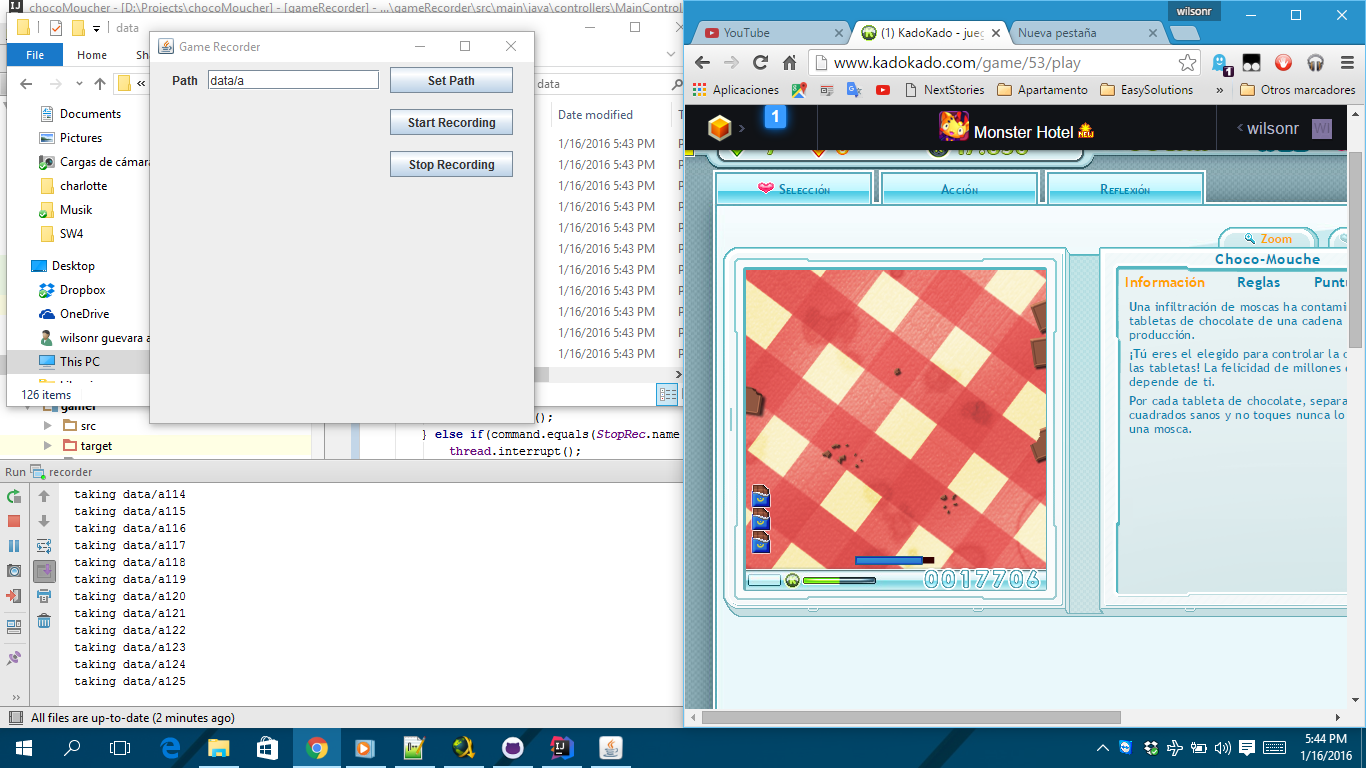 chocoMoucher - [D:\Projects\chocoMoucher] - [gameRecorder] - ...\gameRecorder\src\main\java\controllers\MainControl
data
File
Home
Game Recorder
Path
data/a
Set Path
Start Recording
Stop Recording
data
Date modified
1/16/2016 5:43 PM
1/16/2016 5:43 PM
1/16/2016 5:43 PM
1/16/2016 5:43 PM
1/16/2016 5:43 PM
1/16/2016 5:43 PM
1/16/2016 5:43 PM
1/16/2016 5:43 PM
1/16/2016 5:43 PM
1/16/2016 5:43 PM
1/16/2016 5:43 PM
Documents
Pictures
Cargas de cámara
charlotte
Musik
SW4
Desktop
Dropbox
OneDrive
wilsonr guevara a
This PC
126 items
src
target
();
} else if(command.equals(StopRec.name
thread.interrupt();
Run recorder
taking data/a114
taking data/a115
taking data/a116
taking data/a117
taking data/a118
taking data/a119
taking data/a120
taking data/a121
taking data/a122
taking data/a123
taking data/a124
taking data/a125
All files are up-to-date (2 minutes ago)
wilsonr
YouTube
(1) KadoKado - jueg
Nueva pestaña
www.kadokado.com/game/53/play
1
Aplicaciones
NextStories
Apartamento
EasySolutions
»
Otros marcadores
1
Monster Hotel
NEW
wilsonr
WI
Selección
Acción
Reflexión
Zoom
Choco-Mouche
Información
Reglas
Puntu
Una infiltración de moscas ha contami
tabletas de chocolate de una cadena
producción.
¡Tú eres el elegido para controlar la c
las tabletas! La felicidad de millones
depende de ti.
Por cada tableta de chocolate, separa
cuadrados sanos y no toques nunca lo
una mosca.
0017706
5:44 PM
1/16/2016